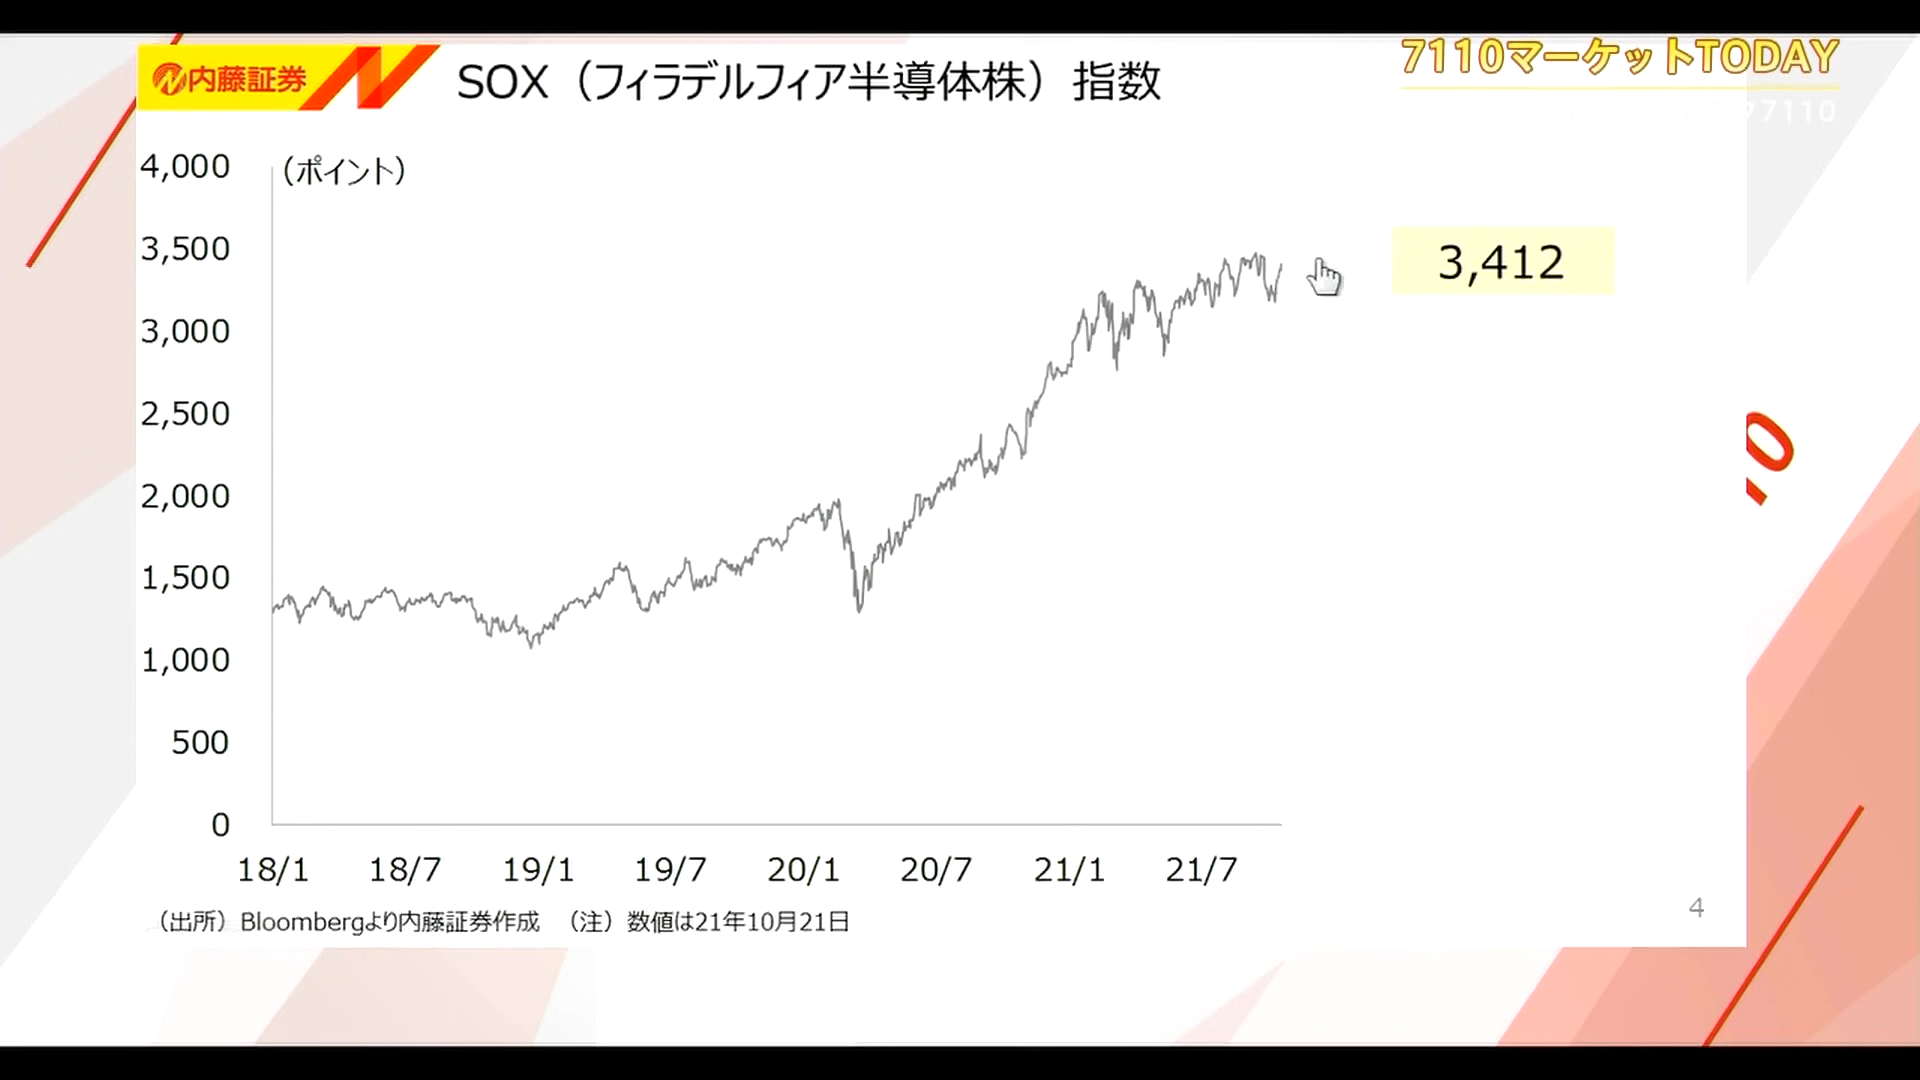 内藤証券
SOX（フィラデルフィア半導体株）指数
7110マーケットTODAY
97110
4,000
（ポイント）
3,500
3,412
3,000
2,500
2,000
1,500
1,000
500
0
18/1 18/7 19/1 19/7 20/1 20/7 21/1 21/7
（出所）Bloombergより内藤証券作成 （注）数値は21年10月21日
4